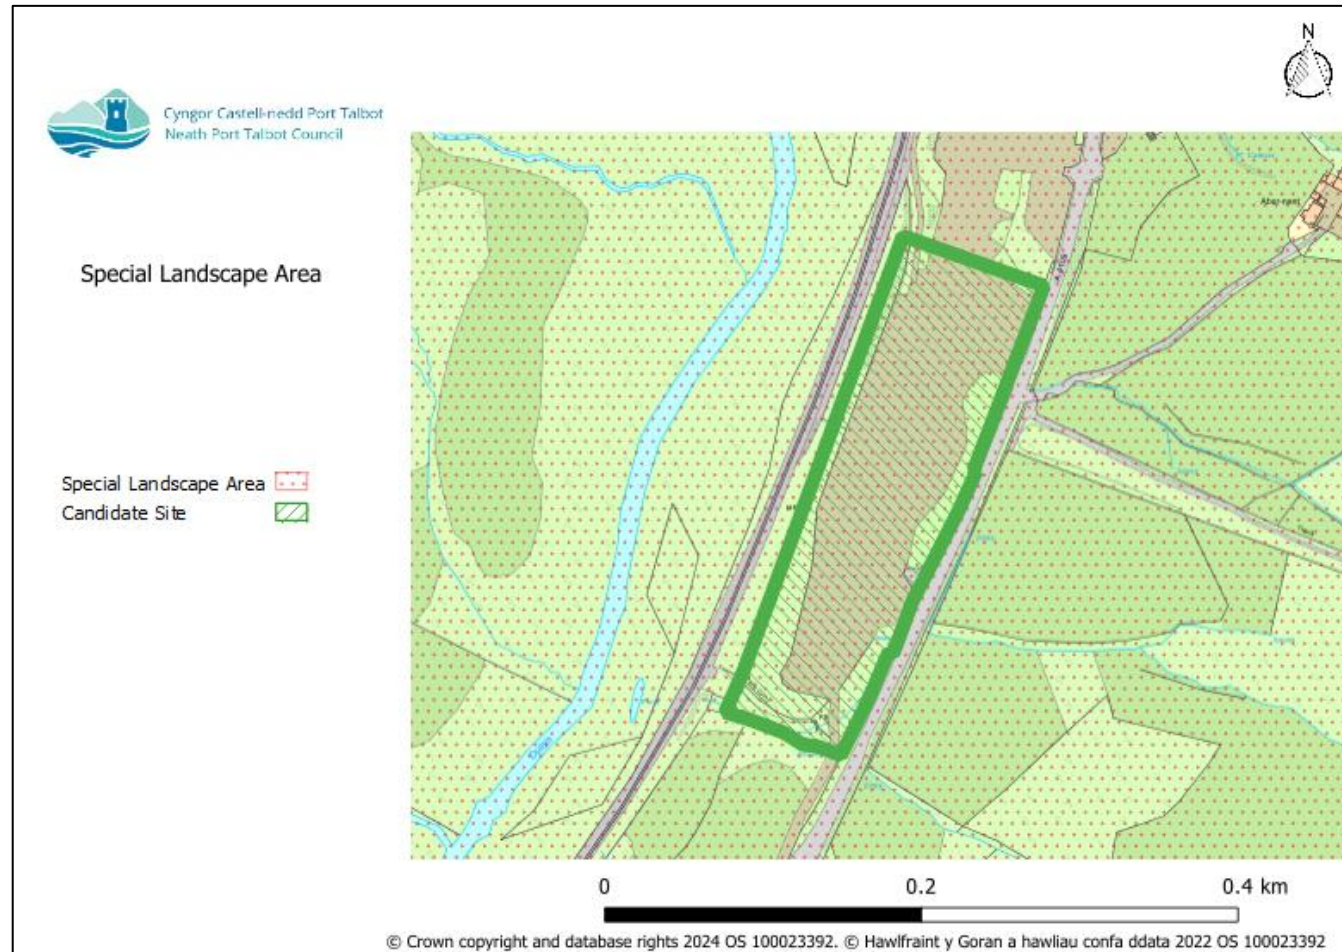 N
Cyngor Castell-nedd Port Talbot
Neath Port Talbot Council
Special Landscape Area
Special Landscape Area
Candidate Site
0
0.2
0.4 km
© Crown copyright and database rights 2024 OS 100023392. © Hawlfraint y Goran a hawliau confa ddata 2022 OS 100023392